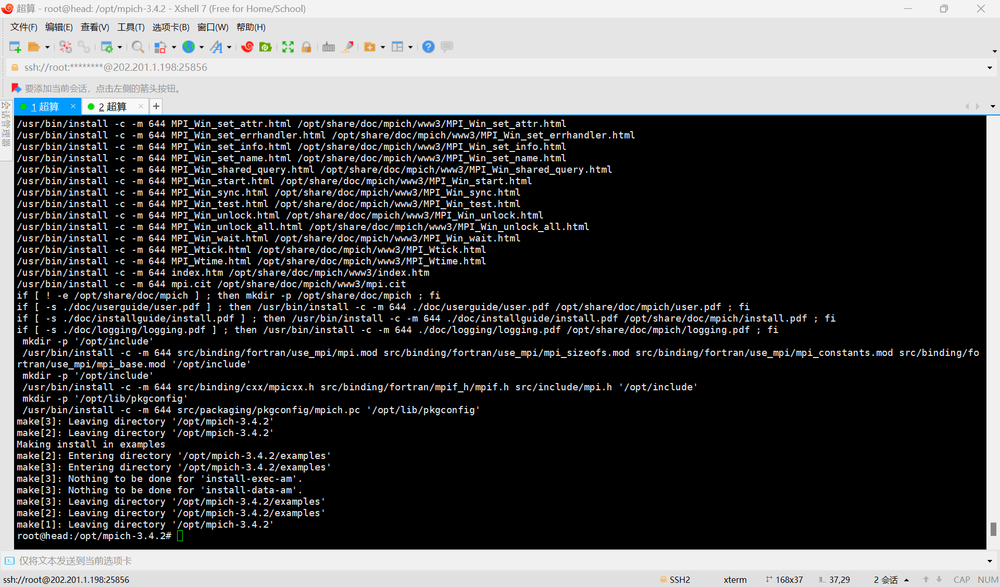 超算 - root@head: /opt/mpich-3.4.2 - Xshell 7 (Free for Home/School)
文件(F) 编辑(E) 查看(V) 工具(T) 选项卡(B) 窗口(W) 帮助(H)
ssh://root:********@202.201.1.198:25856
要添加当前会话，点击左侧的箭头按钮。
会话管理器
1 超算 × 2 超算 × +
/usr/bin/install -c -m 644 MPI_Win_set_attr.html /opt/share/doc/mpich/www3/MPI_Win_set_attr.html
/usr/bin/install -c -m 644 MPI_Win_set_errhandler.html /opt/share/doc/mpich/www3/MPI_Win_set_errhandler.html
/usr/bin/install -c -m 644 MPI_Win_set_info.html /opt/share/doc/mpich/www3/MPI_Win_set_info.html
/usr/bin/install -c -m 644 MPI_Win_set_name.html /opt/share/doc/mpich/www3/MPI_Win_set_name.html
/usr/bin/install -c -m 644 MPI_Win_shared_query.html /opt/share/doc/mpich/www3/MPI_Win_shared_query.html
/usr/bin/install -c -m 644 MPI_Win_start.html /opt/share/doc/mpich/www3/MPI_Win_start.html
/usr/bin/install -c -m 644 MPI_Win_sync.html /opt/share/doc/mpich/www3/MPI_Win_sync.html
/usr/bin/install -c -m 644 MPI_Win_test.html /opt/share/doc/mpich/www3/MPI_Win_test.html
/usr/bin/install -c -m 644 MPI_Win_unlock.html /opt/share/doc/mpich/www3/MPI_Win_unlock.html
/usr/bin/install -c -m 644 MPI_Win_unlock_all.html /opt/share/doc/mpich/www3/MPI_Win_unlock_all.html
/usr/bin/install -c -m 644 MPI_Win_wait.html /opt/share/doc/mpich/www3/MPI_Win_wait.html
/usr/bin/install -c -m 644 MPI_Wtick.html /opt/share/doc/mpich/www3/MPI_Wtick.html
/usr/bin/install -c -m 644 MPI_Wtime.html /opt/share/doc/mpich/www3/MPI_Wtime.html
/usr/bin/install -c -m 644 index.htm /opt/share/doc/mpich/www3/index.htm
/usr/bin/install -c -m 644 mpi.cit /opt/share/doc/mpich/www3/mpi.cit
if [ ! -e /opt/share/doc/mpich ] ; then mkdir -p /opt/share/doc/mpich ; fi
if [ -s ./doc/userguide/user.pdf ] ; then /usr/bin/install -c -m 644 ./doc/userguide/user.pdf /opt/share/doc/mpich/user.pdf ; fi
if [ -s ./doc/installguide/install.pdf ] ; then /usr/bin/install -c -m 644 ./doc/installguide/install.pdf /opt/share/doc/mpich/install.pdf ; fi
if [ -s ./doc/logging/logging.pdf ] ; then /usr/bin/install -c -m 644 ./doc/logging/logging.pdf /opt/share/doc/mpich/logging.pdf ; fi
 mkdir -p '/opt/include'
 /usr/bin/install -c -m 644 src/binding/fortran/use_mpi/mpi.mod src/binding/fortran/use_mpi/mpi_sizeofs.mod src/binding/fortran/use_mpi/mpi_constants.mod src/binding/fo
rtran/use_mpi/mpi_base.mod '/opt/include'
 mkdir -p '/opt/include'
 /usr/bin/install -c -m 644 src/binding/cxx/mpicxx.h src/binding/fortran/mpif_h/mpif.h src/include/mpi.h '/opt/include'
 mkdir -p '/opt/lib/pkgconfig'
 /usr/bin/install -c -m 644 src/packaging/pkgconfig/mpich.pc '/opt/lib/pkgconfig'
make[3]: Leaving directory '/opt/mpich-3.4.2'
make[2]: Leaving directory '/opt/mpich-3.4.2'
Making install in examples
make[2]: Entering directory '/opt/mpich-3.4.2/examples'
make[3]: Entering directory '/opt/mpich-3.4.2/examples'
make[3]: Nothing to be done for 'install-exec-am'.
make[3]: Nothing to be done for 'install-data-am'.
make[3]: Leaving directory '/opt/mpich-3.4.2/examples'
make[2]: Leaving directory '/opt/mpich-3.4.2/examples'
make[1]: Leaving directory '/opt/mpich-3.4.2'
root@head:/opt/mpich-3.4.2#
仅将文本发送到当前选项卡
ssh://root@202.201.1.198:25856 SSH2 xterm 168x37 37,29 2 会话 CAP NUM